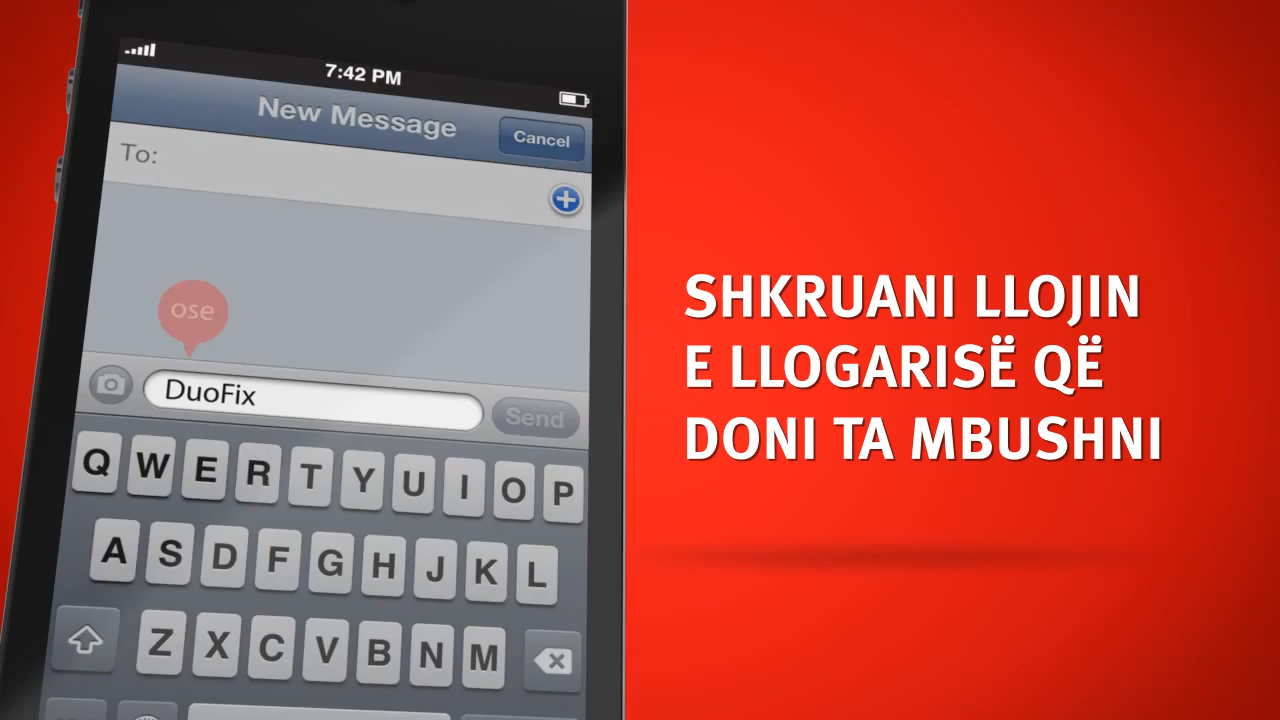 7:42 PM
New Message
Cancel
To:
ose
DuoFix
Send
Q W E R T Y U I O P
A S D F G H J K L
Z X C V B N M
SHKRUANI LLOJIN
E LLOGARISË QË
DONI TA MBUSHNI